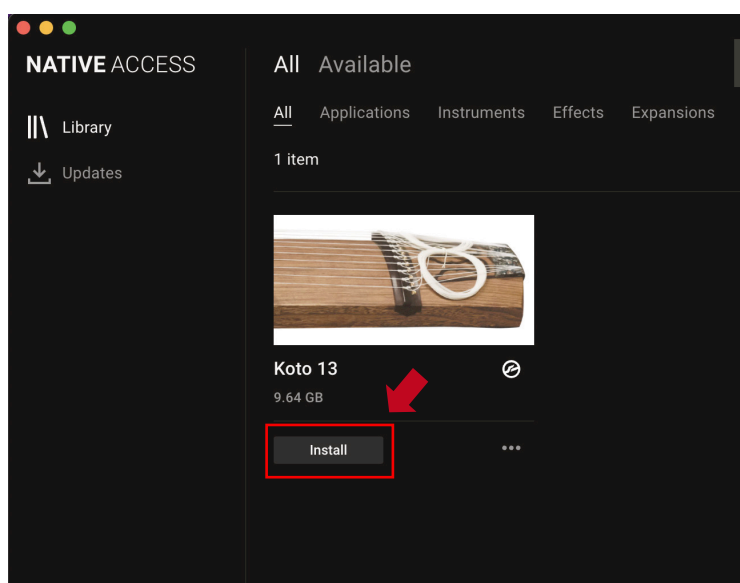 NATIVE ACCESS
Library
Updates
All Available
All Applications Instruments Effects Expansions
1 item
Koto 13
9.64 GB
Install